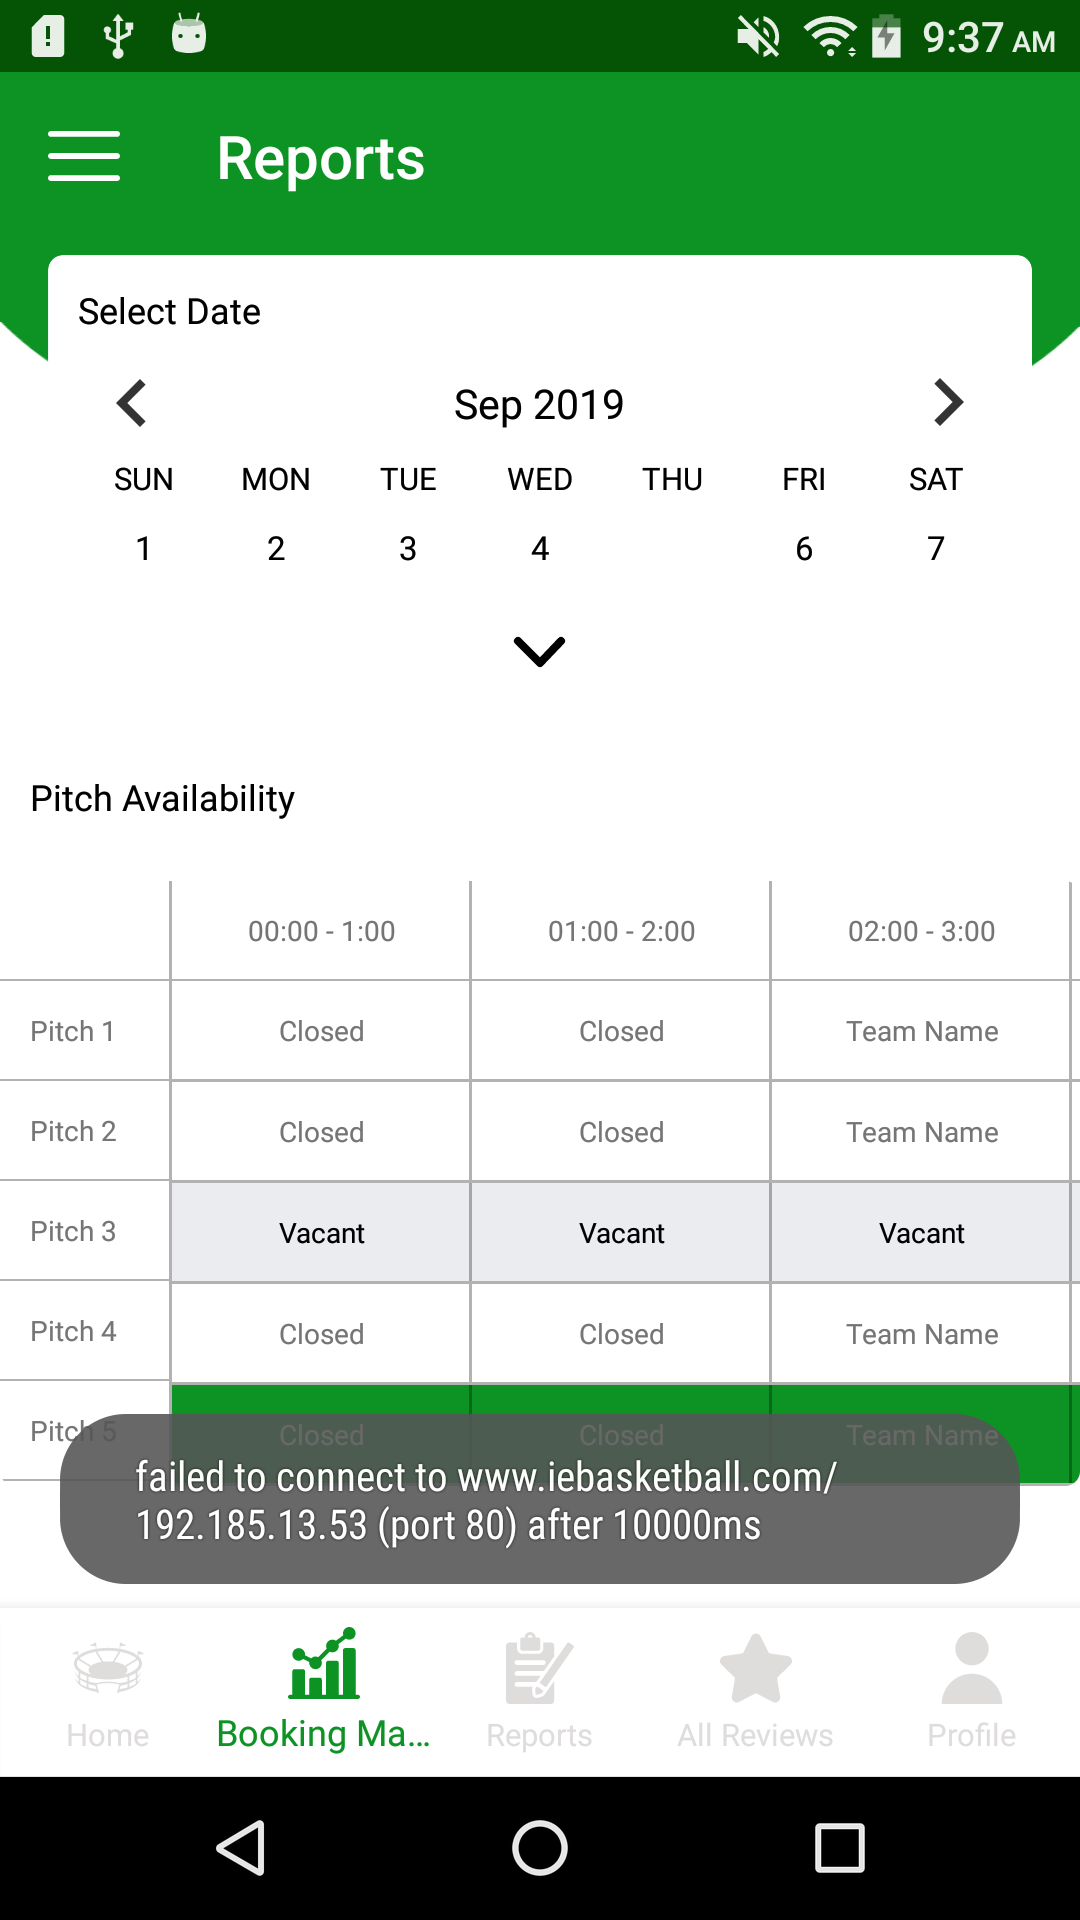 9:37 AM
Reports
Select Date
Sep 2019
SUN MON TUE WED THU FRI SAT
1 2 3 4 6 7
Pitch Availability
00:00 - 1:00 01:00 - 2:00 02:00 - 3:00
Pitch 1 Closed Closed Team Name
Pitch 2 Closed Closed Team Name
Pitch 3 Vacant Vacant Vacant
Pitch 4 Closed Closed Team Name
Pitch 5 Closed Closed Team Name
failed to connect to www.iebasketball.com/
192.185.13.53 (port 80) after 10000ms
Home Booking Ma... Reports All Reviews Profile